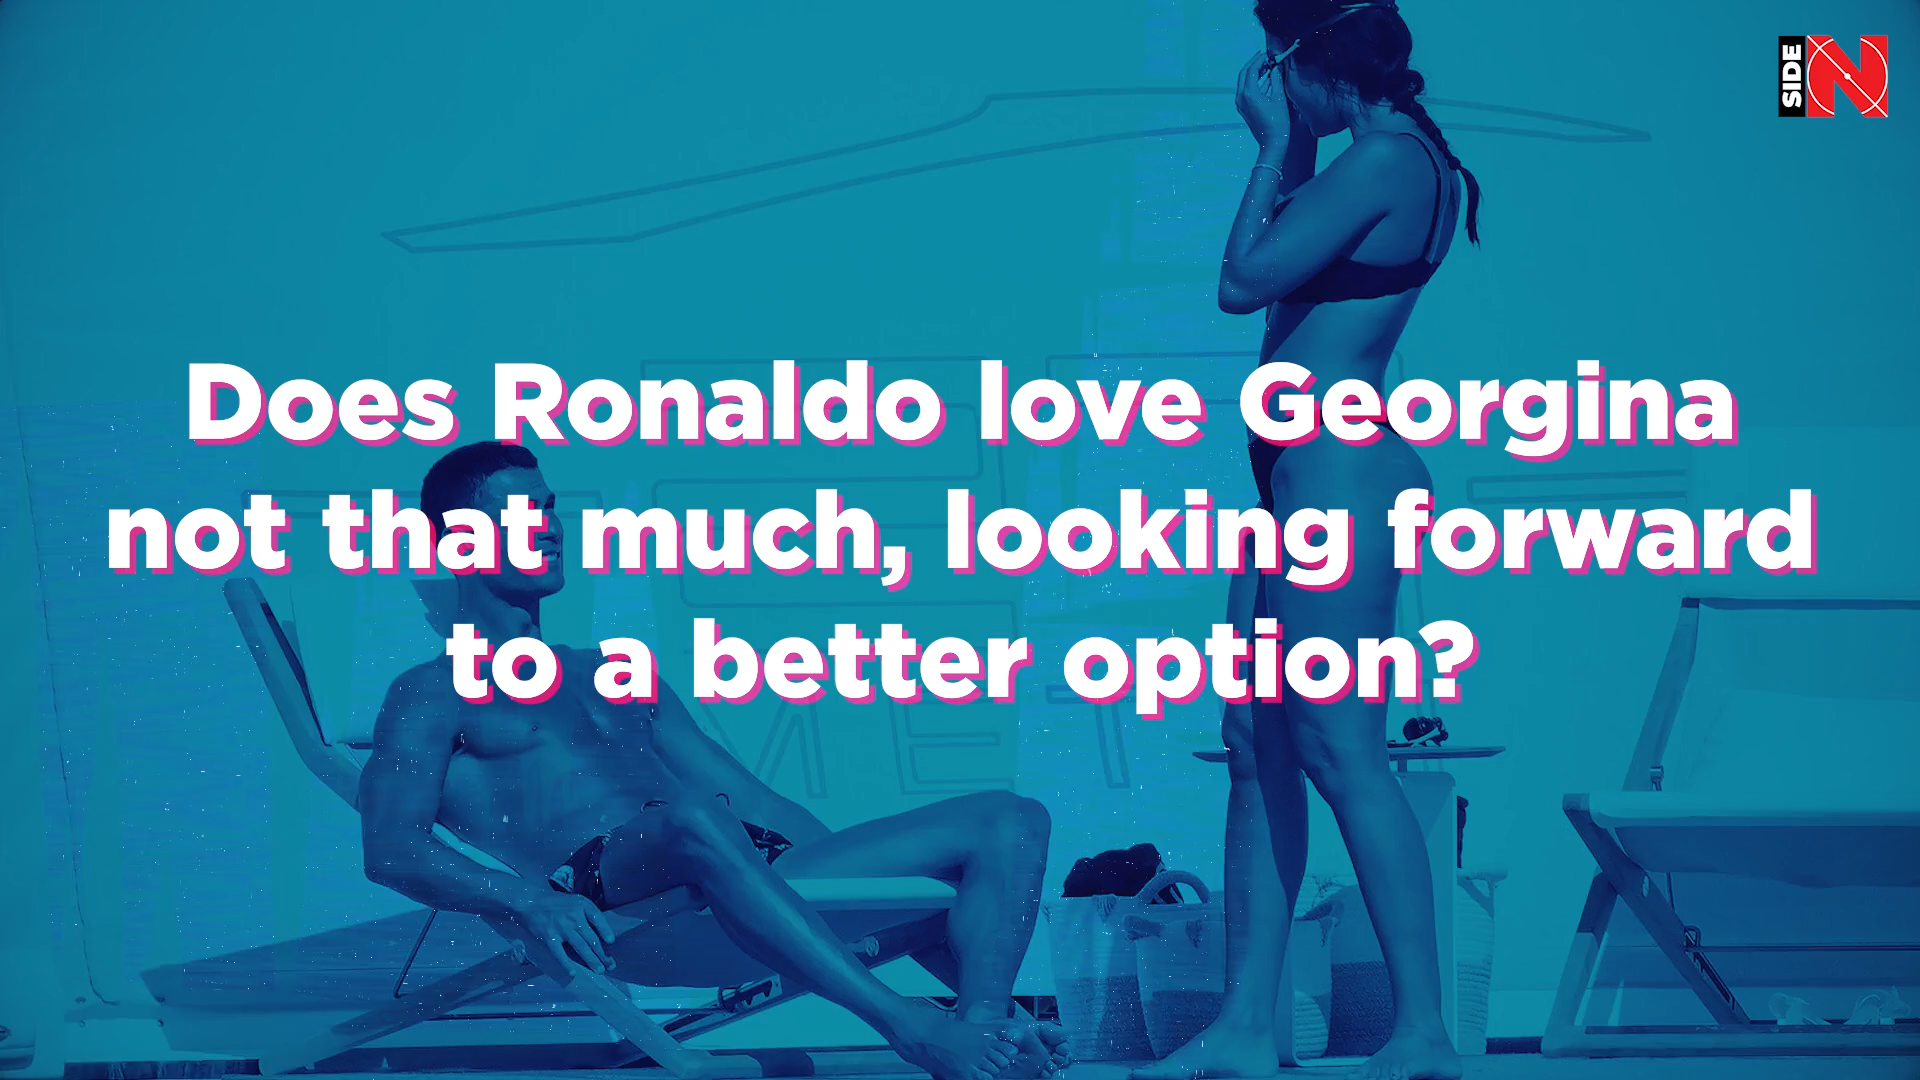 SIDE
N
Does Ronaldo love Georgina
not that much, looking forward
to a better option?